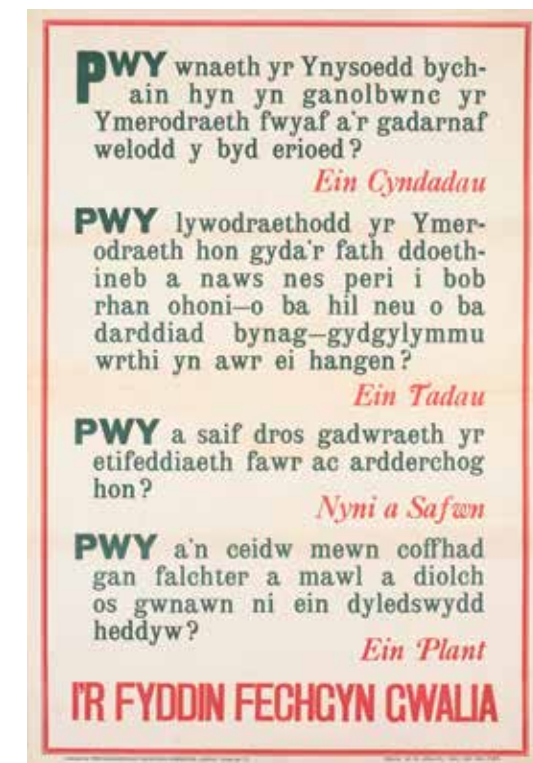 PWY wnaeth yr Ynysoedd bych-
ain hyn yn ganolbwnc yr
Ymerodraeth fwyaf a'r gadarnaf
welodd y byd erioed?
Ein Cyndadau
PWY lywodraethodd yr Ymer-
odraeth hon gyda'r fath ddoeth-
ineb a naws nes peri i bob
rhan ohoni—o ba hil neu o ba
darddiad bynag—gydgylymmu
wrthi yn awr ei hangen?
Ein Tadau
PWY a saif dros gadwraeth yr
etifeddiaeth fawr ac ardderchog
hon?
Nyni a Safwn
PWY a'n ceidw mewn coffhad
gan falchter a mawl a diolch
os gwnawn ni ein dyledswydd
heddyw?
Ein Plant
I'R FYDDIN FECHGYN GWALIA